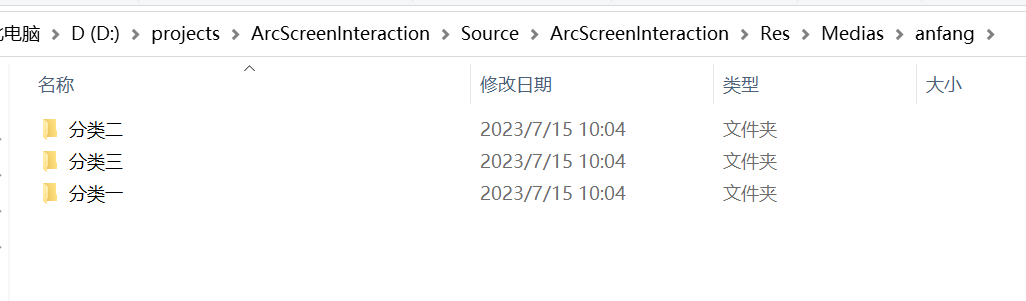 电脑 > D (D:) > projects > ArcScreenInteraction > Source > ArcScreenInteraction > Res > Medias > anfang >
名称 修改日期 类型 大小
分类二 2023/7/15 10:04 文件夹
分类三 2023/7/15 10:04 文件夹
分类一 2023/7/15 10:04 文件夹